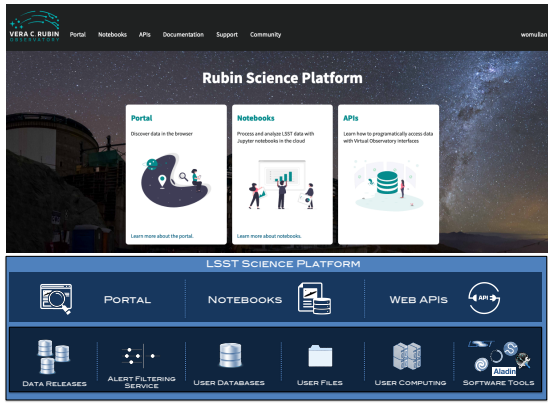 VERA C. RUBIN
OBSERVATORY
Portal Notebooks APIs Documentation Support Community womullan
Rubin Science Platform
Portal
Discover data in the browser
Learn more about the portal.
Notebooks
Process and analyze LSST data with
Jupyter notebooks in the cloud
Learn more about notebooks.
APIs
Learn how to programatically access data
with Virtual Observatory interfaces
LSST SCIENCE PLATFORM
PORTAL
NOTEBOOKS
WEB APIS
API
DATA RELEASES
ALERT FILTERING
SERVICE
USER DATABASES
USER FILES
USER COMPUTING
Aladin
SOFTWARE TOOLS